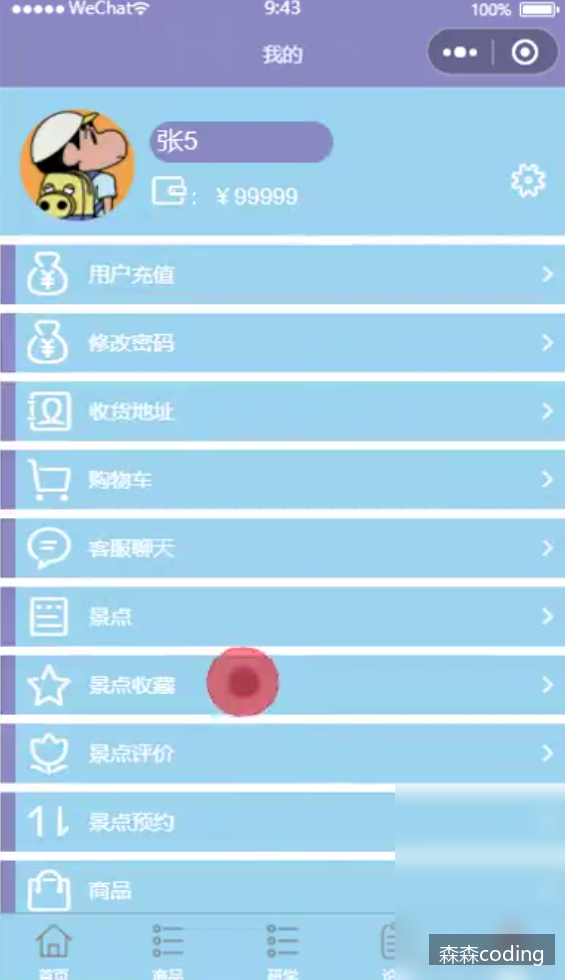 ●●●●● WeChat 9:43 100%
我的
张5
: ￥99999
用户充值
修改密码
收货地址
购物车
客服聊天
景点
景点收藏
景点评价
景点预约
商品
首页 商品 研学
森森coding